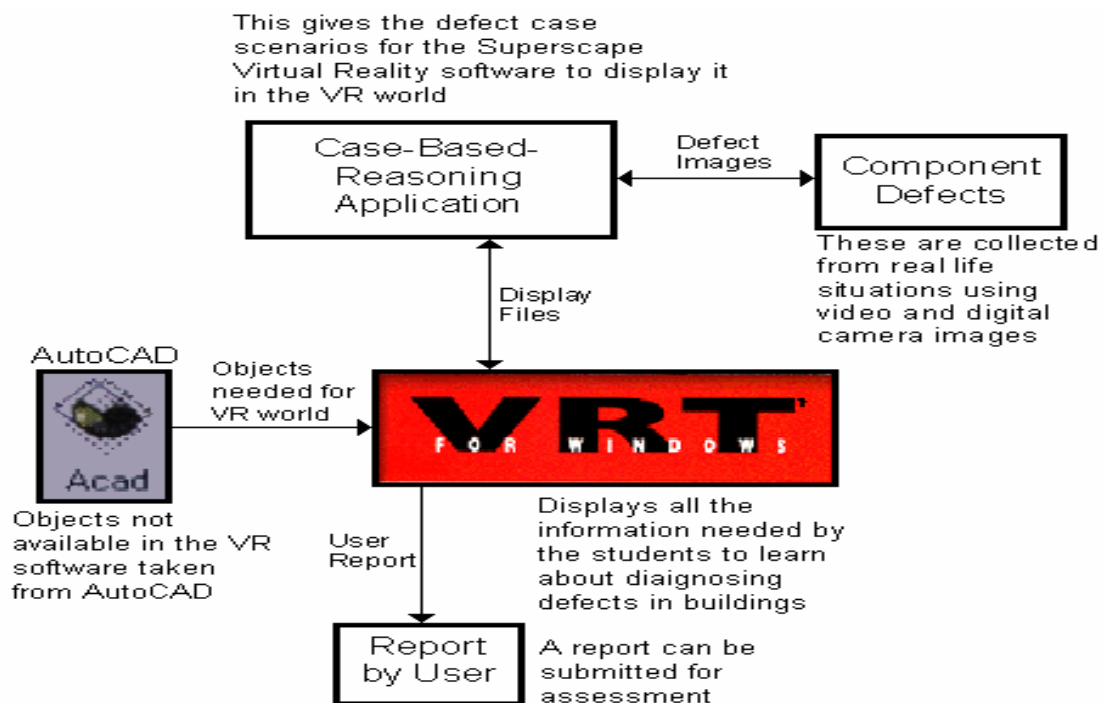 This gives the defect case
scenarios for the Superscape
Virtual Reality software to display it
in the VR world
Case-Based-
Reasoning
Application
Defect
Images
Component
Defects
These are collected
from real life
situations using
video and digital
camera images
Display
Files
AutoCAD
Acad
Objects not
available in the VR
software taken
from AutoCAD
Objects
needed for
VR world
VRT
FOR WINDOWS
Displays all the
information needed by
the students to learn
about diaignosing
defects in buildings
User
Report
Report
by User
A report can be
submitted for
assessment